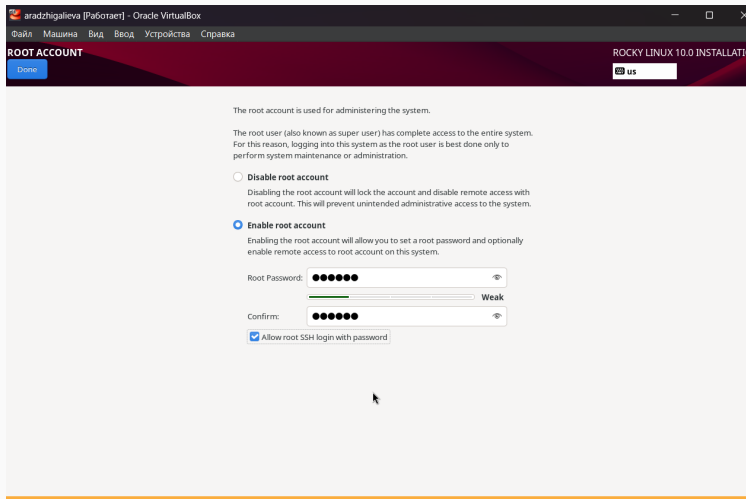 aradzhigalieva [Работает] - Oracle VirtualBox
Файл Машина Вид Ввод Устройства Справка
ROOT ACCOUNT
ROCKY LINUX 10.0 INSTALLATI
Done
us
The root account is used for administering the system.
The root user (also known as super user) has complete access to the entire system.
For this reason, logging into this system as the root user is best done only to
perform system maintenance or administration.
Disable root account
Disabling the root account will lock the account and disable remote access with
root account. This will prevent unintended administrative access to the system.
Enable root account
Enabling the root account will allow you to set a root password and optionally
enable remote access to root account on this system.
Root Password: ●●●●●●
Weak
Confirm: ●●●●●●
Allow root SSH login with password